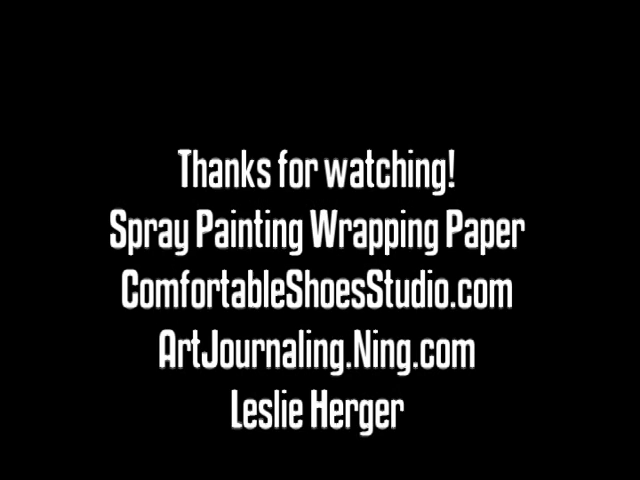 Thanks for watching!
Spray Painting Wrapping Paper
ComfortableShoesStudio.com
ArtJournaling.Ning.com
Leslie Herger